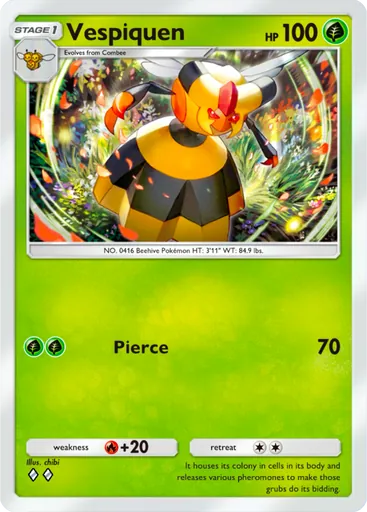 STAGE 1
Vespiquen
HP 100
Evolves from Combee
NO. 0416 Beehive Pokémon HT: 3'11" WT: 84.9 lbs.
Pierce 70
weakness +20 retreat
Illus. chibi
It houses its colony in cells in its body and
releases various pheromones to make those
grubs do its bidding.